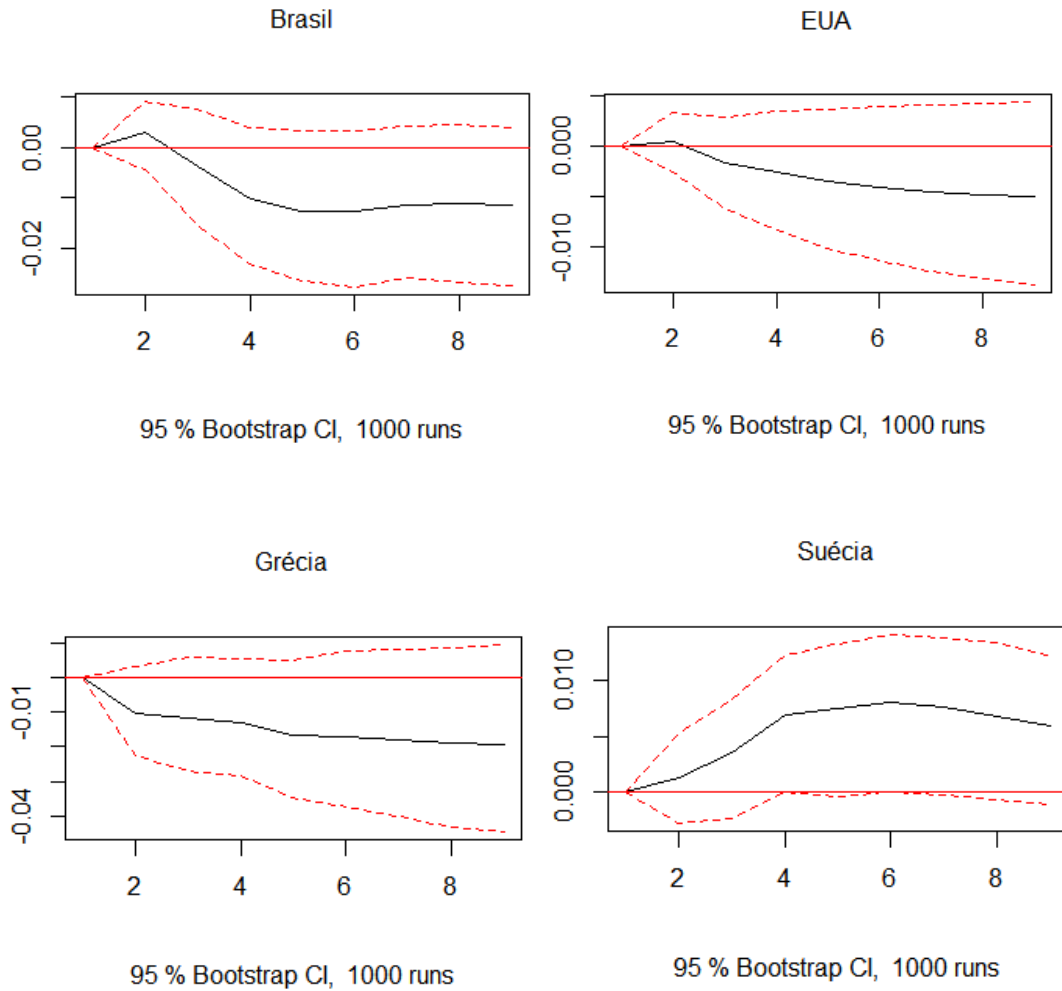 Brasil
0.00
-0.02
2 4 6 8
95 % Bootstrap CI, 1000 runs
EUA
0.000
-0.010
2 4 6 8
95 % Bootstrap CI, 1000 runs
Grécia
-0.01
-0.04
2 4 6 8
95 % Bootstrap CI, 1000 runs
Suécia
0.010
0.000
2 4 6 8
95 % Bootstrap CI, 1000 runs